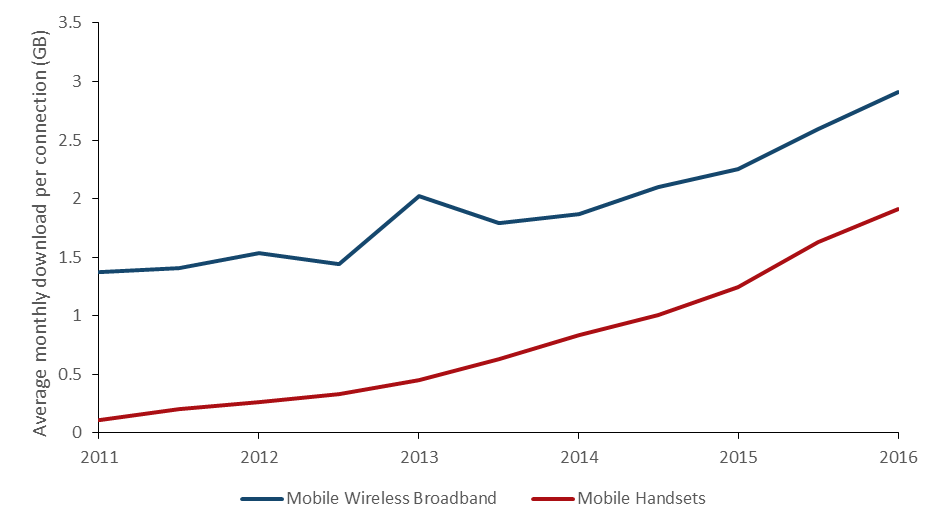 Average monthly download per connection (GB)
3.5
3
2.5
2
1.5
1
0.5
0
2011 2012 2013 2014 2015 2016
Mobile Wireless Broadband Mobile Handsets